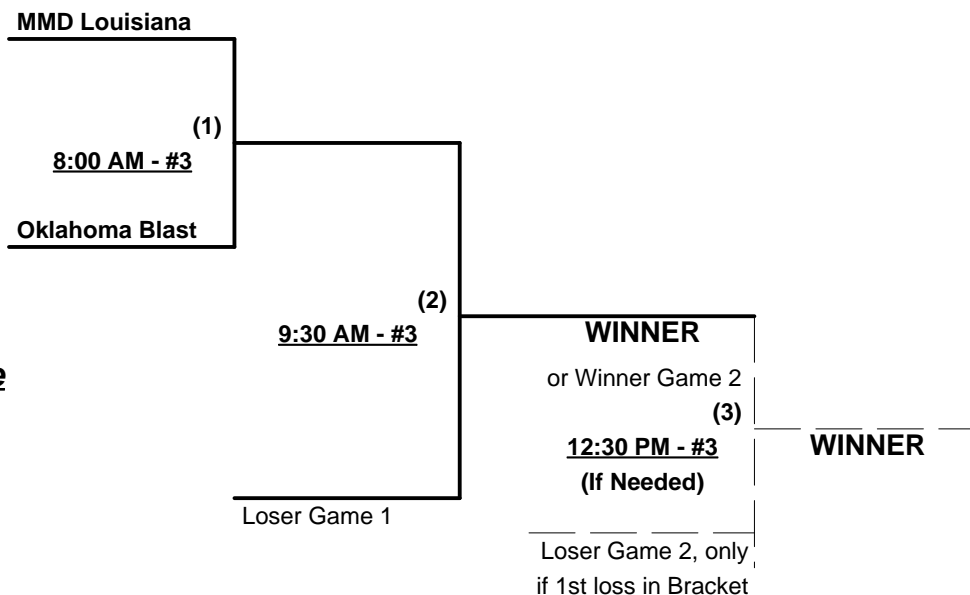 MMD Louisiana
(1)
8:00 AM - #3
Oklahoma Blast
(2)
9:30 AM - #3
WINNER
or Winner Game 2
(3)
12:30 PM - #3
WINNER
(If Needed)
Loser Game 1
Loser Game 2, only
if 1st loss in Bracket